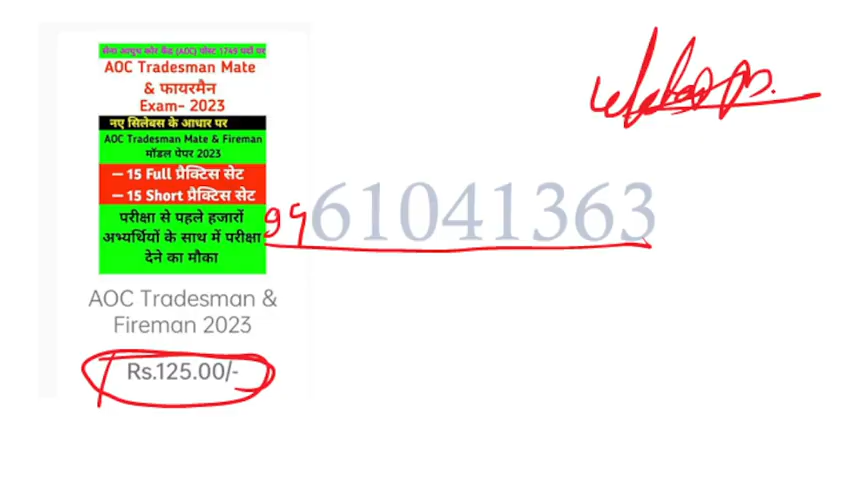 सेना आयुध कोर केंद्र (AOC) पोस्ट 1749 पदों पर
AOC Tradesman Mate
& फायरमैन
Exam- 2023
नए सिलेबस के आधार पर
AOC Tradesman Mate & Fireman
मॉडल पेपर 2023
— 15 Full प्रैक्टिस सेट
— 15 Short प्रैक्टिस सेट
परीक्षा से पहले हजारों
अभ्यर्थियों के साथ में परीक्षा
देने का मौका
61041363
AOC Tradesman &
Fireman 2023
Rs.125.00/-